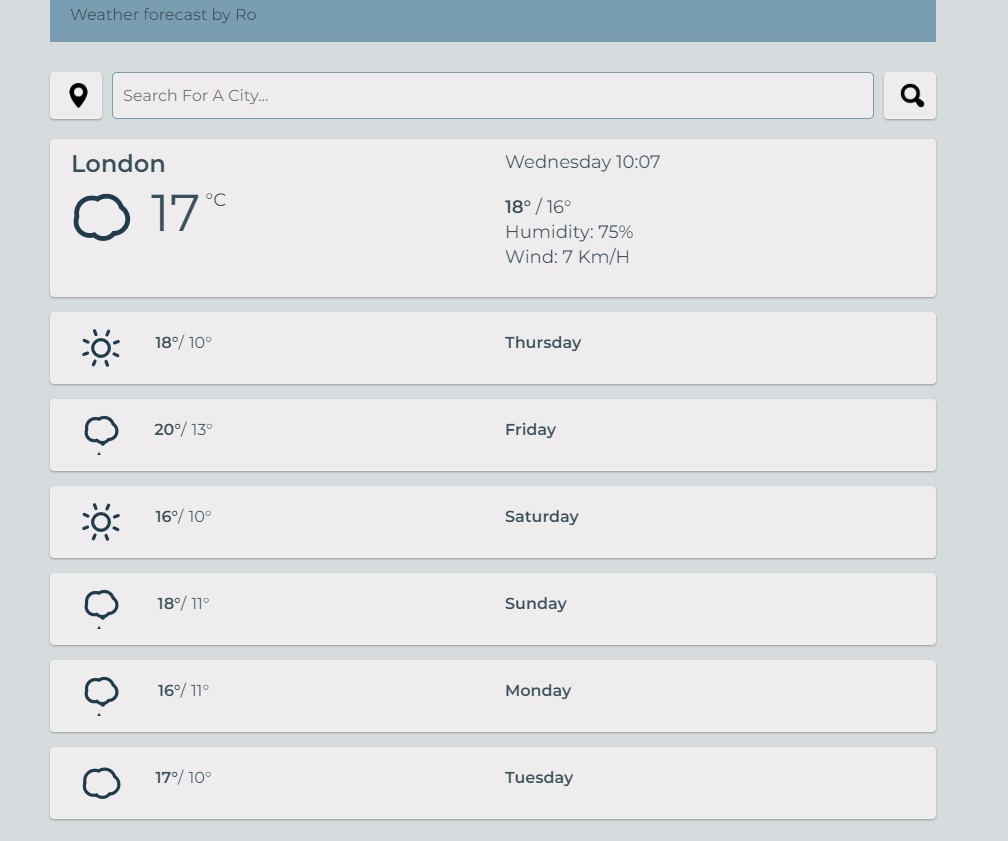 Weather forecast by Ro
Search For A City...
London
17 °C
Wednesday 10:07
18° / 16°
Humidity: 75%
Wind: 7 Km/H
18°/ 10° Thursday
20°/ 13° Friday
16°/ 10° Saturday
18°/ 11° Sunday
16°/ 11° Monday
17°/ 10° Tuesday